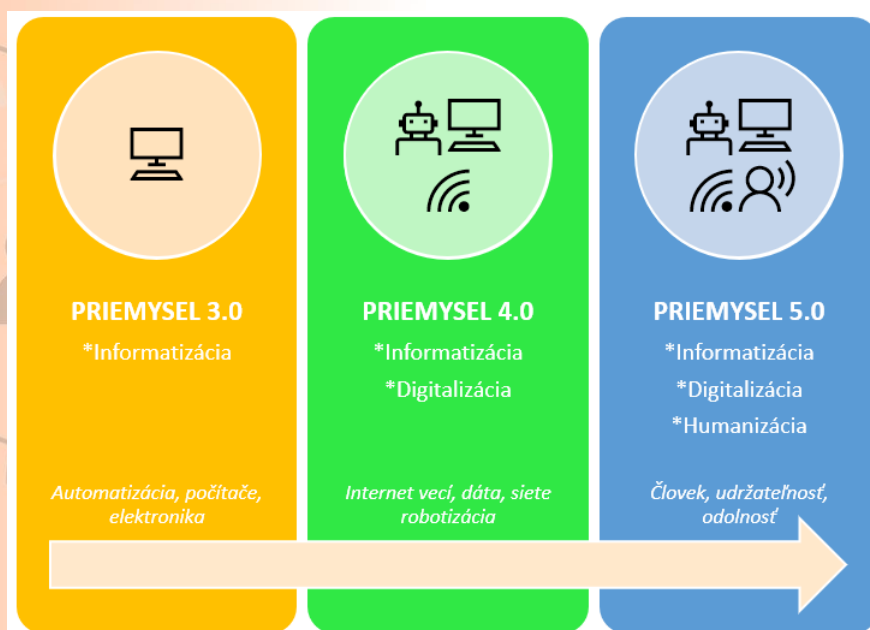 PRIEMYSEL 3.0
*Informatizácia
Automatizácia, počítače,
elektronika
PRIEMYSEL 4.0
*Informatizácia
*Digitalizácia
Internet vecí, dáta, siete
robotizácia
PRIEMYSEL 5.0
*Informatizácia
*Digitalizácia
*Humanizácia
Človek, udržateľnosť,
odolnosť